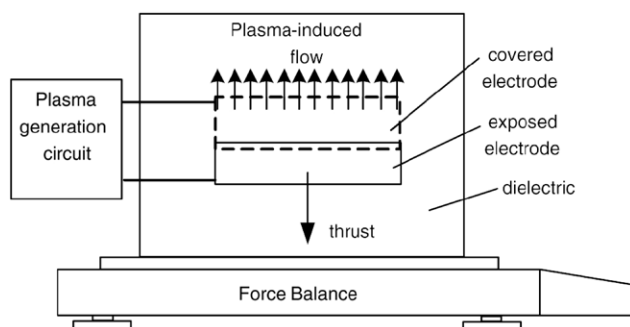 Plasma-induced
flow
covered
electrode
Plasma
generation
circuit
exposed
electrode
dielectric
thrust
Force Balance